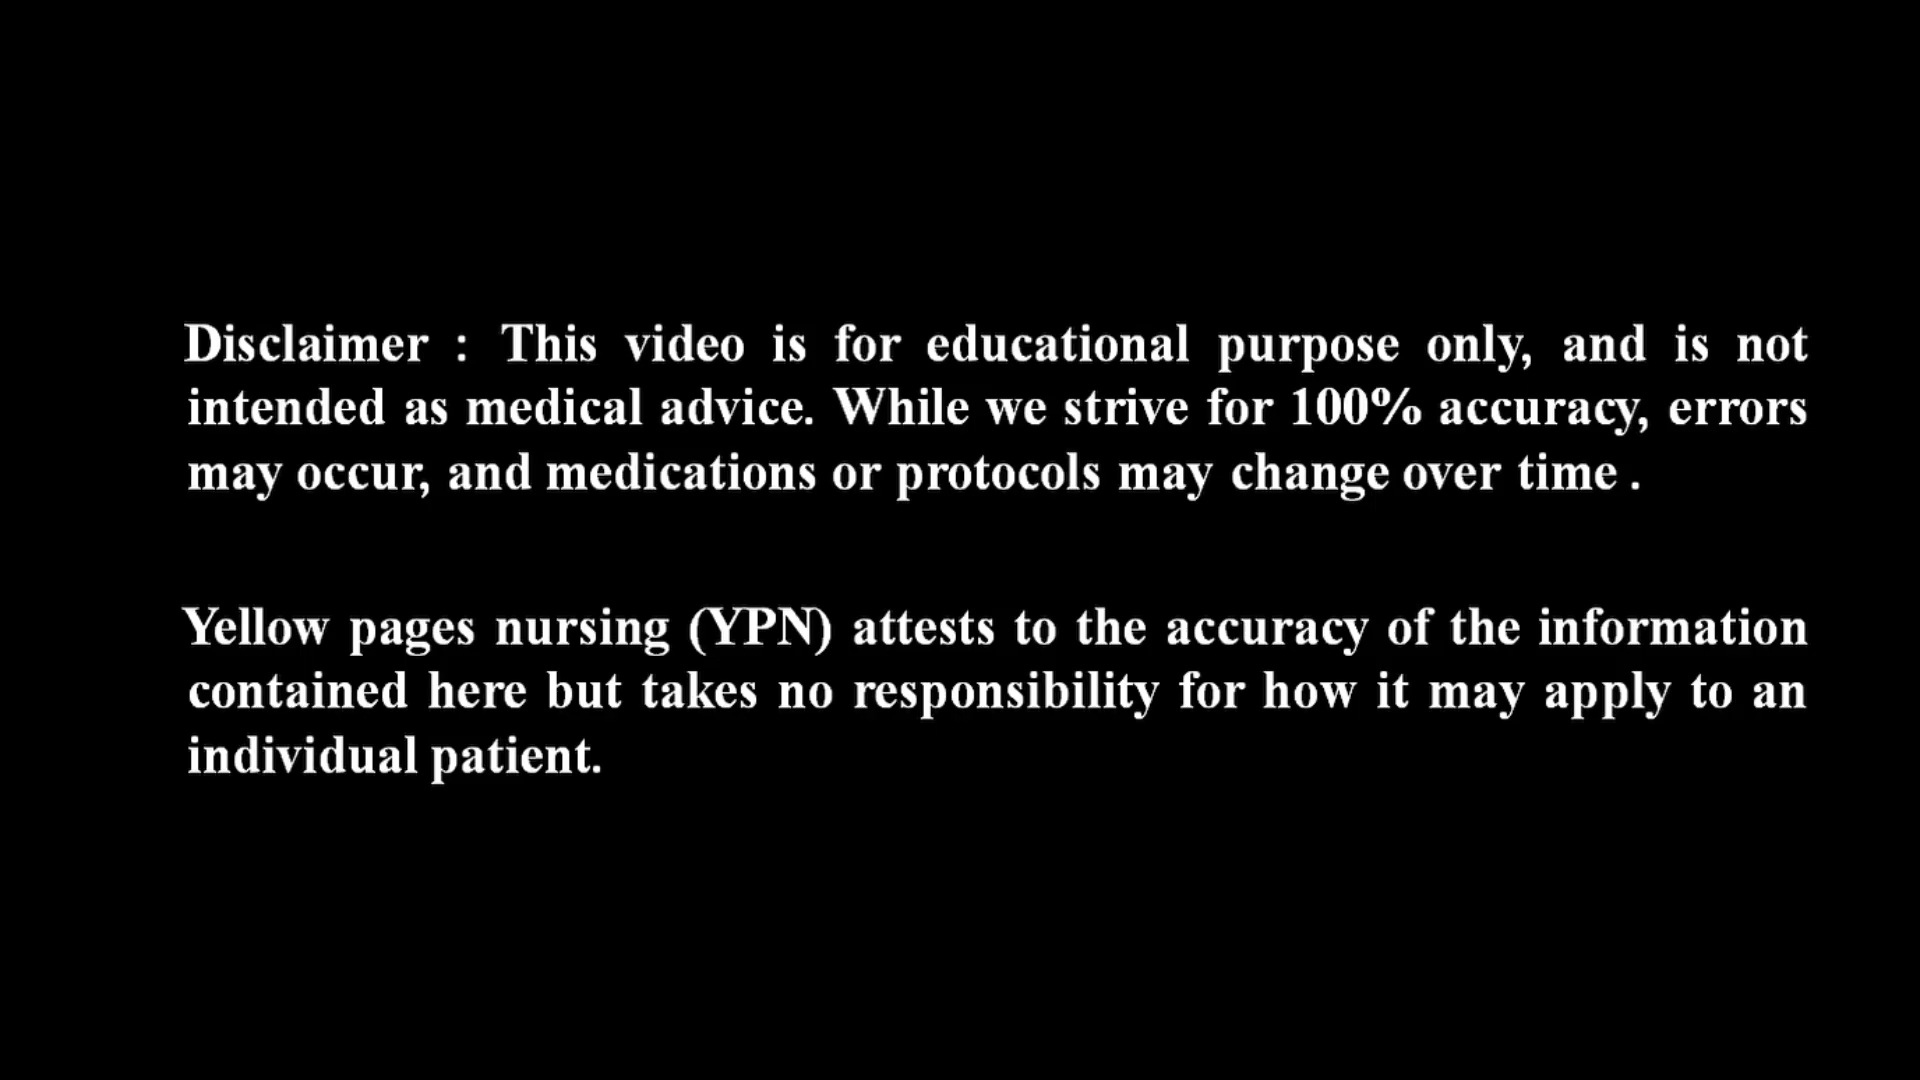 Disclaimer : This video is for educational purpose only, and is not
intended as medical advice. While we strive for 100% accuracy, errors
may occur, and medications or protocols may change over time .
Yellow pages nursing (YPN) attests to the accuracy of the information
contained here but takes no responsibility for how it may apply to an
individual patient.